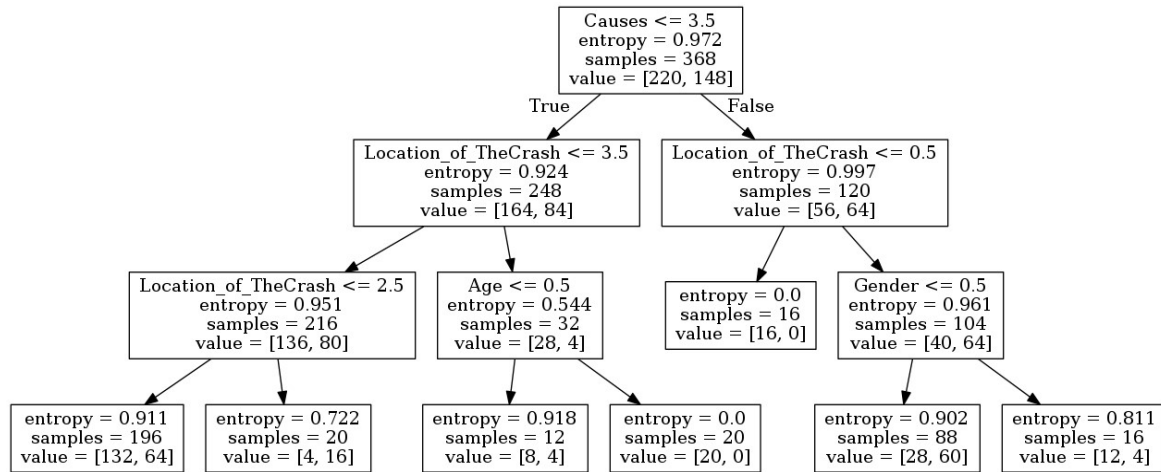 Causes <= 3.5
entropy = 0.972
samples = 368
value = [220, 148]
True
False
Location_of_TheCrash <= 3.5
entropy = 0.924
samples = 248
value = [164, 84]
Location_of_TheCrash <= 0.5
entropy = 0.997
samples = 120
value = [56, 64]
Location_of_TheCrash <= 2.5
entropy = 0.951
samples = 216
value = [136, 80]
Age <= 0.5
entropy = 0.544
samples = 32
value = [28, 4]
entropy = 0.0
samples = 16
value = [16, 0]
Gender <= 0.5
entropy = 0.961
samples = 104
value = [40, 64]
entropy = 0.911
samples = 196
value = [132, 64]
entropy = 0.722
samples = 20
value = [4, 16]
entropy = 0.918
samples = 12
value = [8, 4]
entropy = 0.0
samples = 20
value = [20, 0]
entropy = 0.902
samples = 88
value = [28, 60]
entropy = 0.811
samples = 16
value = [12, 4]